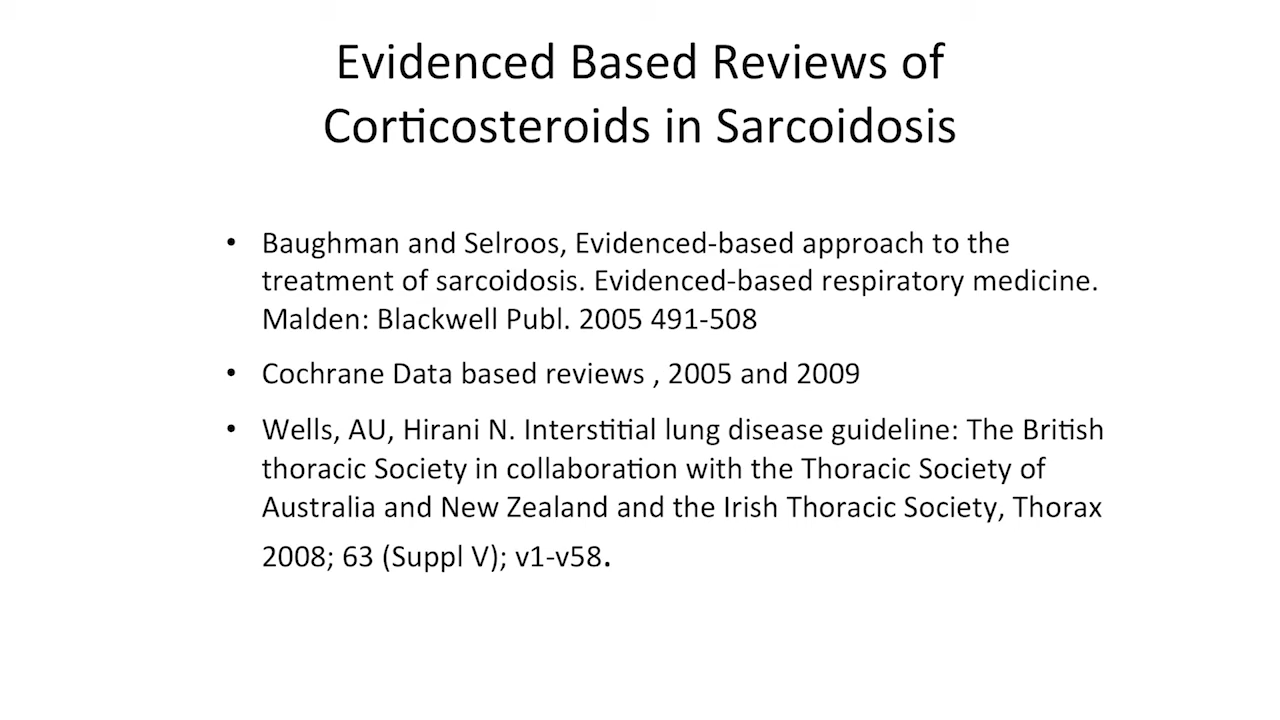 Evidenced Based Reviews of
Corticosteroids in Sarcoidosis
• Baughman and Selroos, Evidenced-based approach to the
treatment of sarcoidosis. Evidenced-based respiratory medicine.
Malden: Blackwell Publ. 2005 491-508
• Cochrane Data based reviews , 2005 and 2009
• Wells, AU, Hirani N. Interstitial lung disease guideline: The British
thoracic Society in collaboration with the Thoracic Society of
Australia and New Zealand and the Irish Thoracic Society, Thorax
2008; 63 (Suppl V); v1-v58.